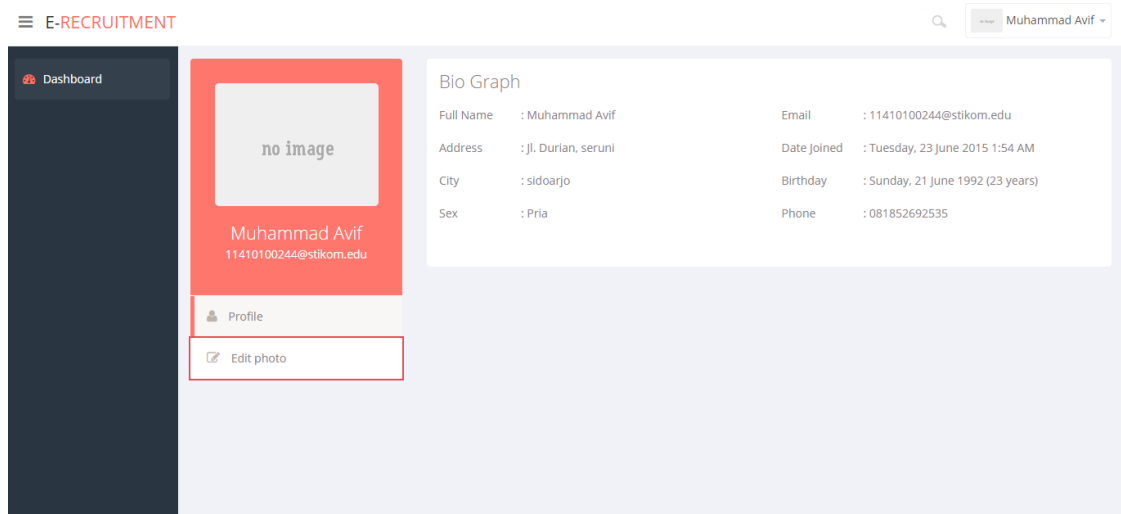 E-RECRUITMENT
Muhammad Avif
Dashboard
no image
Muhammad Avif
11410100244@stikom.edu
Profile
Edit photo
Bio Graph
Full Name : Muhammad Avif Email : 11410100244@stikom.edu
Address : Jl. Durian, seruni Date Joined : Tuesday, 23 June 2015 1:54 AM
City : sidoarjo Birthday : Sunday, 21 June 1992 (23 years)
Sex : Pria Phone : 081852692535